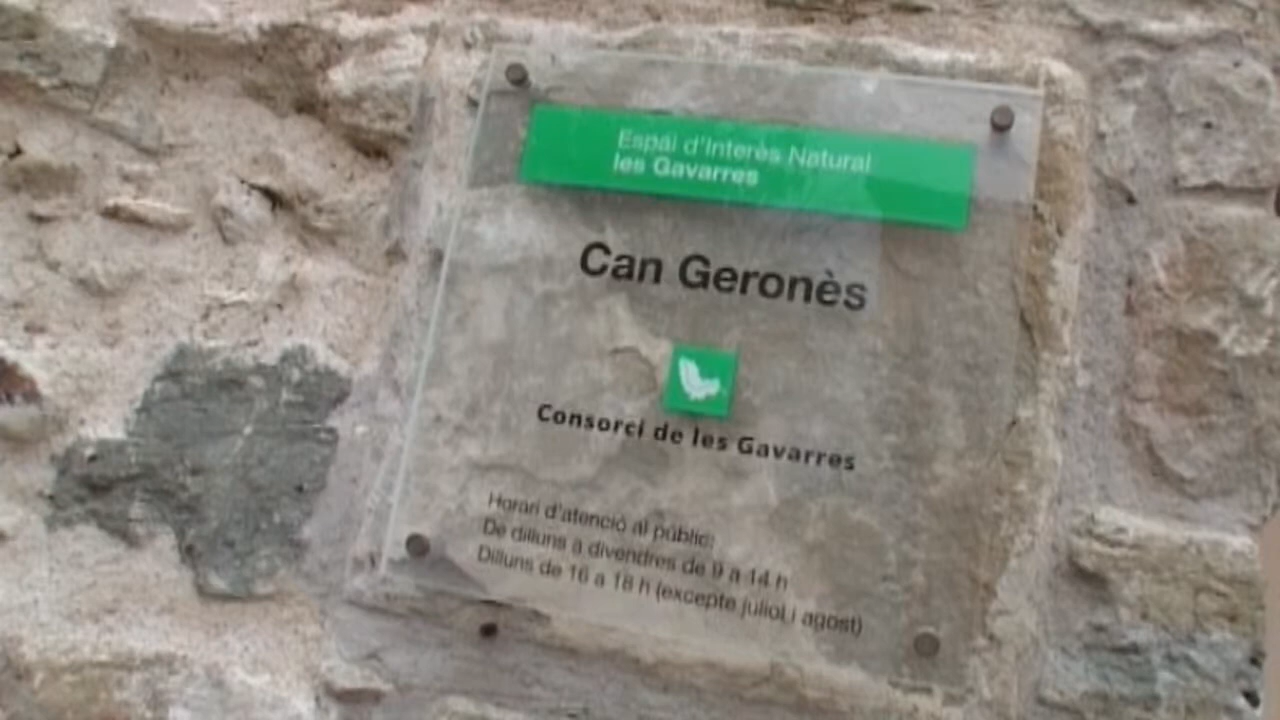 Espai d'Interès Natural
les Gavarres
Can Geronès
Consorci de les Gavarres
Horari d'atenció al públic:
De dilluns a divendres de 9 a 14 h
Dilluns de 16 a 18 h (excepte juliol i agost)